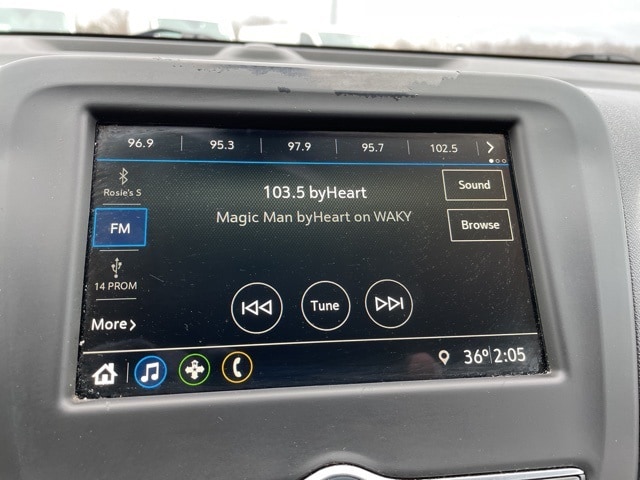 96.9 95.3 97.9 95.7 102.5
Rosie's S
103.5 byHeart
Sound
Magic Man byHeart on WAKY
FM
Browse
14 PROM
Tune
More
36° 2:05